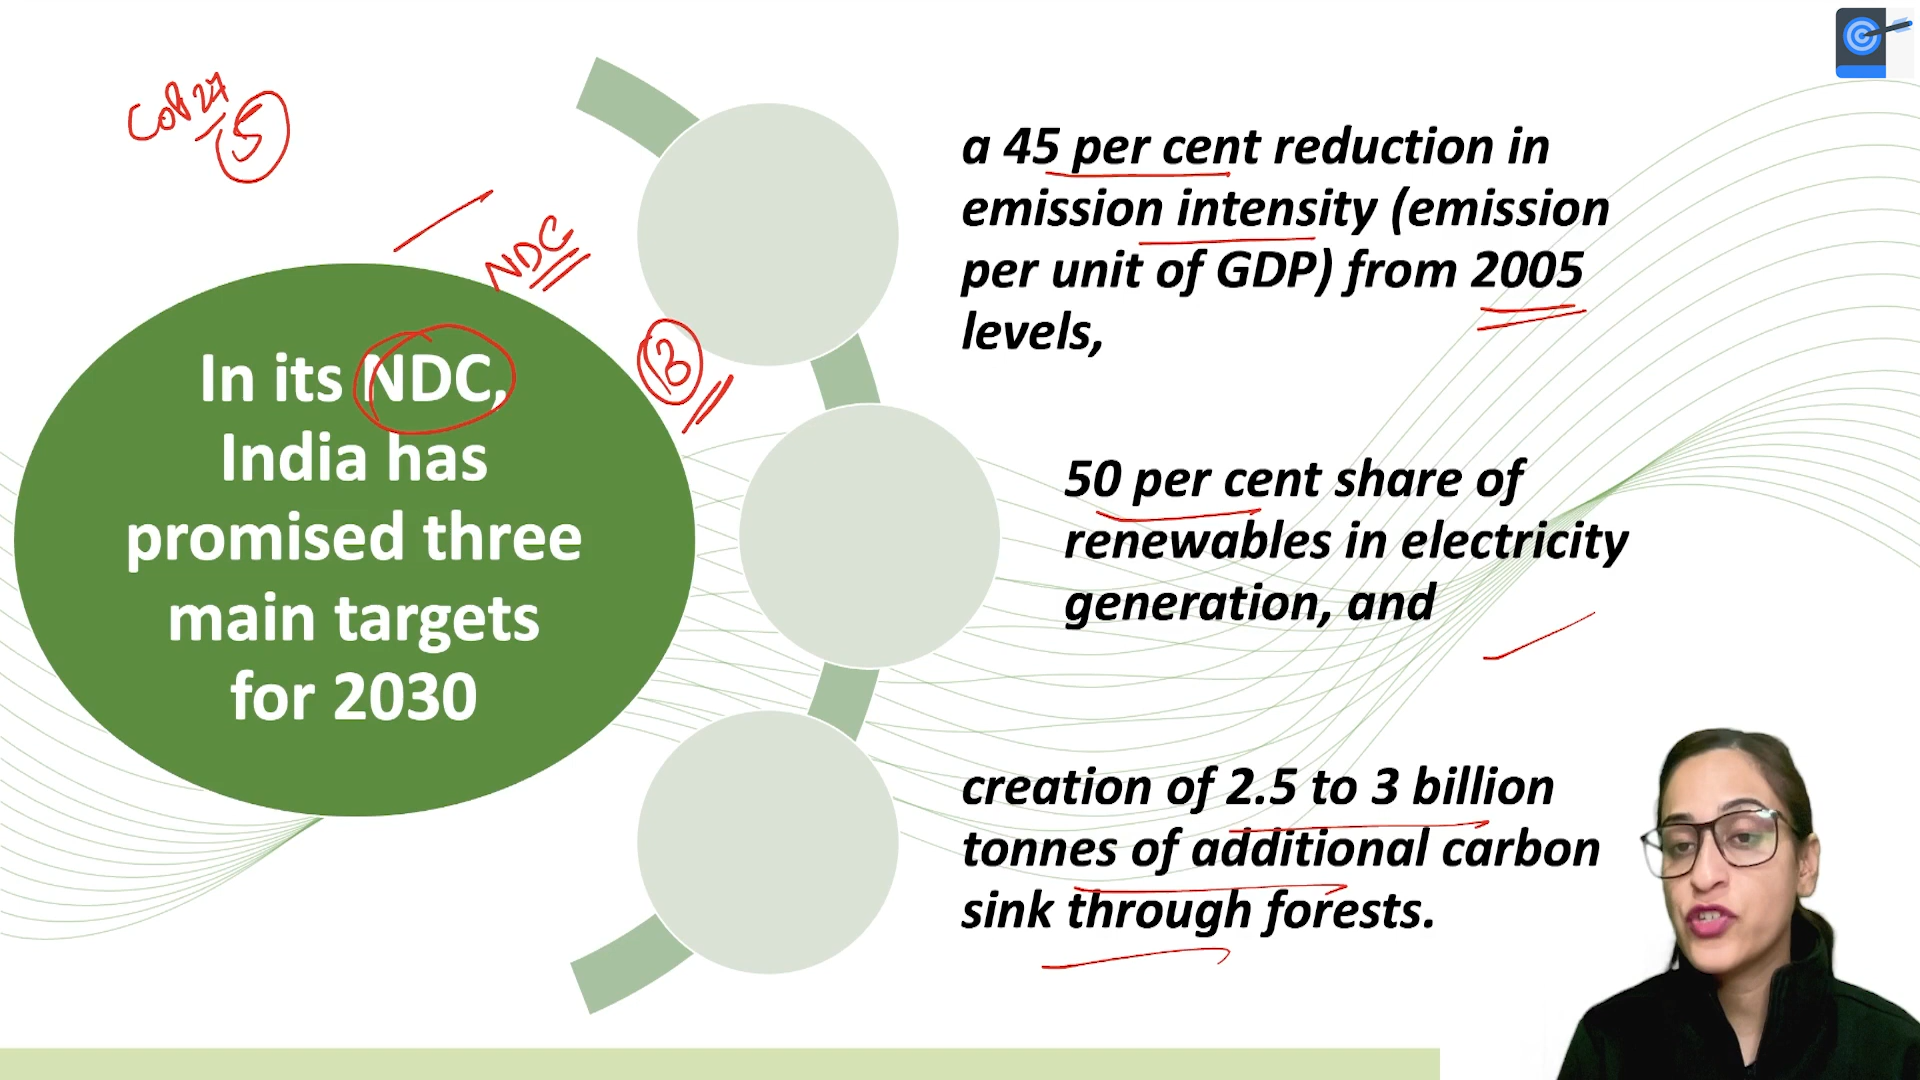 COP 27
5
NDC
3
In its NDC,
India has
promised three
main targets
for 2030
a 45 per cent reduction in
emission intensity (emission
per unit of GDP) from 2005
levels,
50 per cent share of
renewables in electricity
generation, and
creation of 2.5 to 3 billion
tonnes of additional carbon
sink through forests.